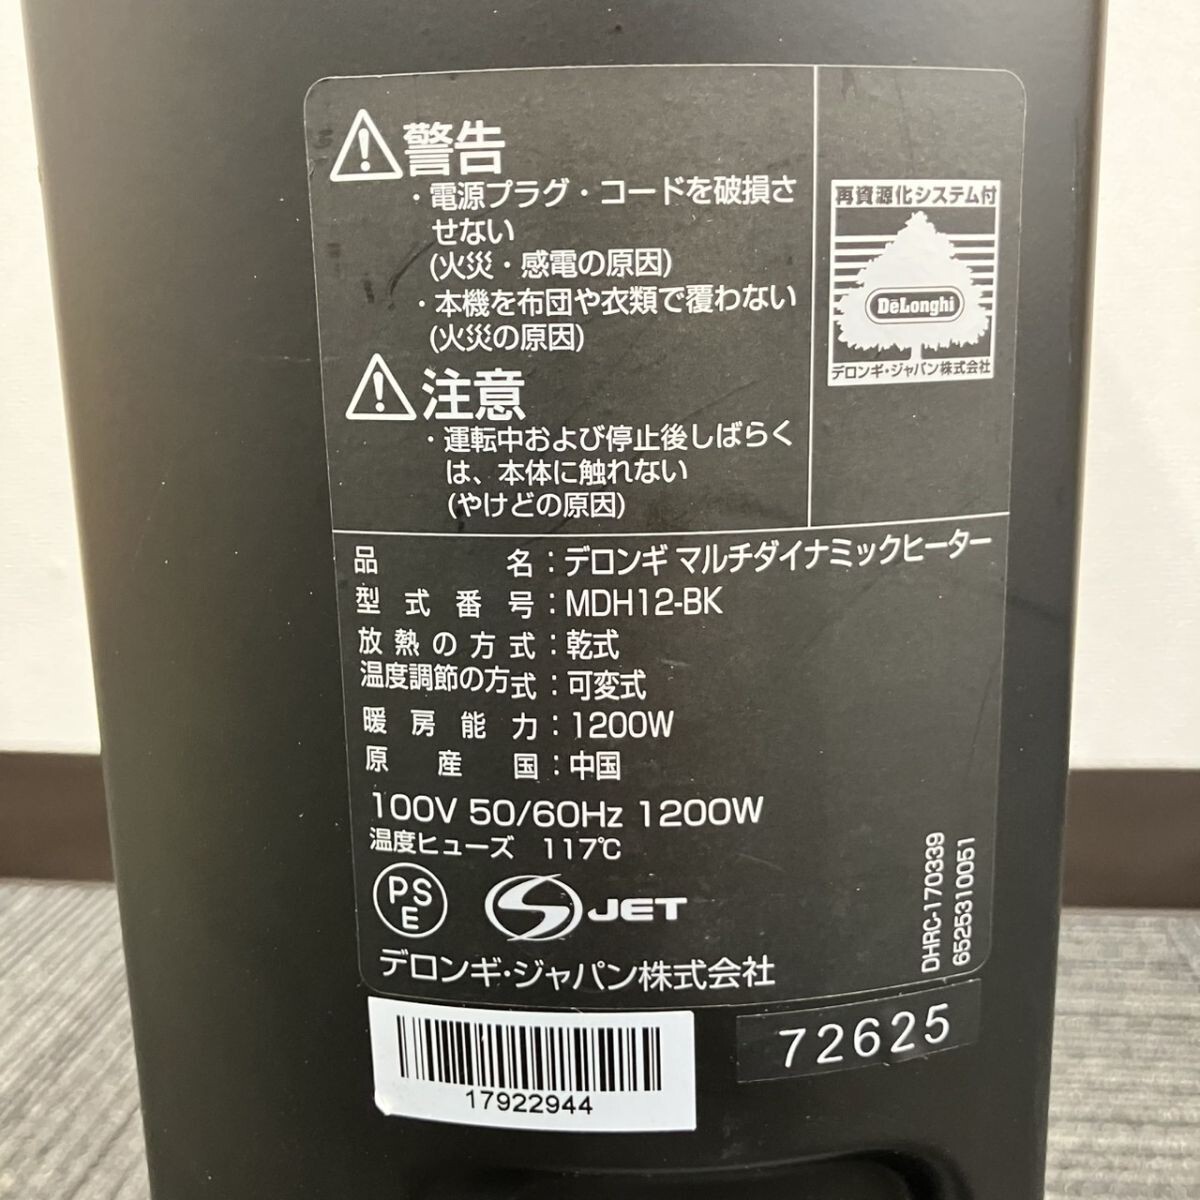 警告
・電源プラグ・コードを破損さ
せない
(火災・感電の原因)
・本機を布団や衣類で覆わない
(火災の原因)
注意
・運転中および停止後しばらく
は、本体に触れない
(やけどの原因)
再資源化システム付
DeLonghi
デロンギ・ジャパン株式会社
品名：デロンギ マルチダイナミックヒーター
型式番号：MDH12-BK
放熱の方式：乾式
温度調節の方式：可変式
暖房能力：1200W
原産国：中国
100V 50/60Hz 1200W
温度ヒューズ 117℃
PSE
JET
デロンギ・ジャパン株式会社
DHRC-170339
6525310051
17922944
72625